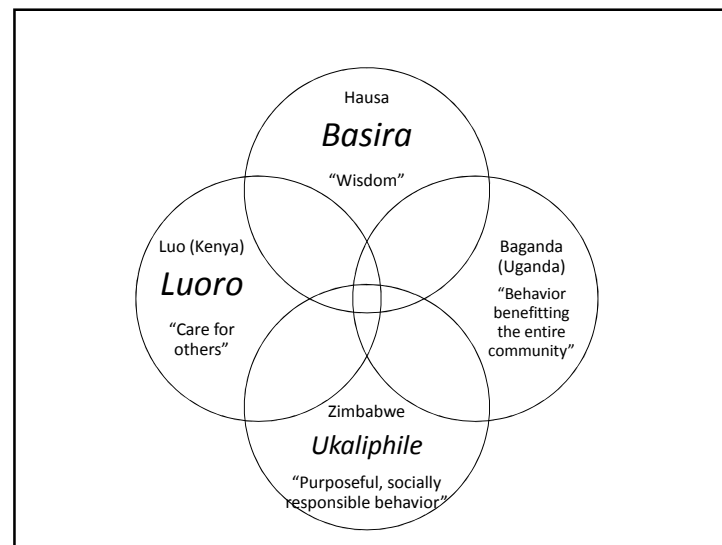 Hausa
Basira
“Wisdom”
Luo (Kenya)
Luoro
“Care for
others”
Baganda
(Uganda)
“Behavior
benefitting
the entire
community”
Zimbabwe
Ukaliphile
“Purposeful, socially
responsible behavior”